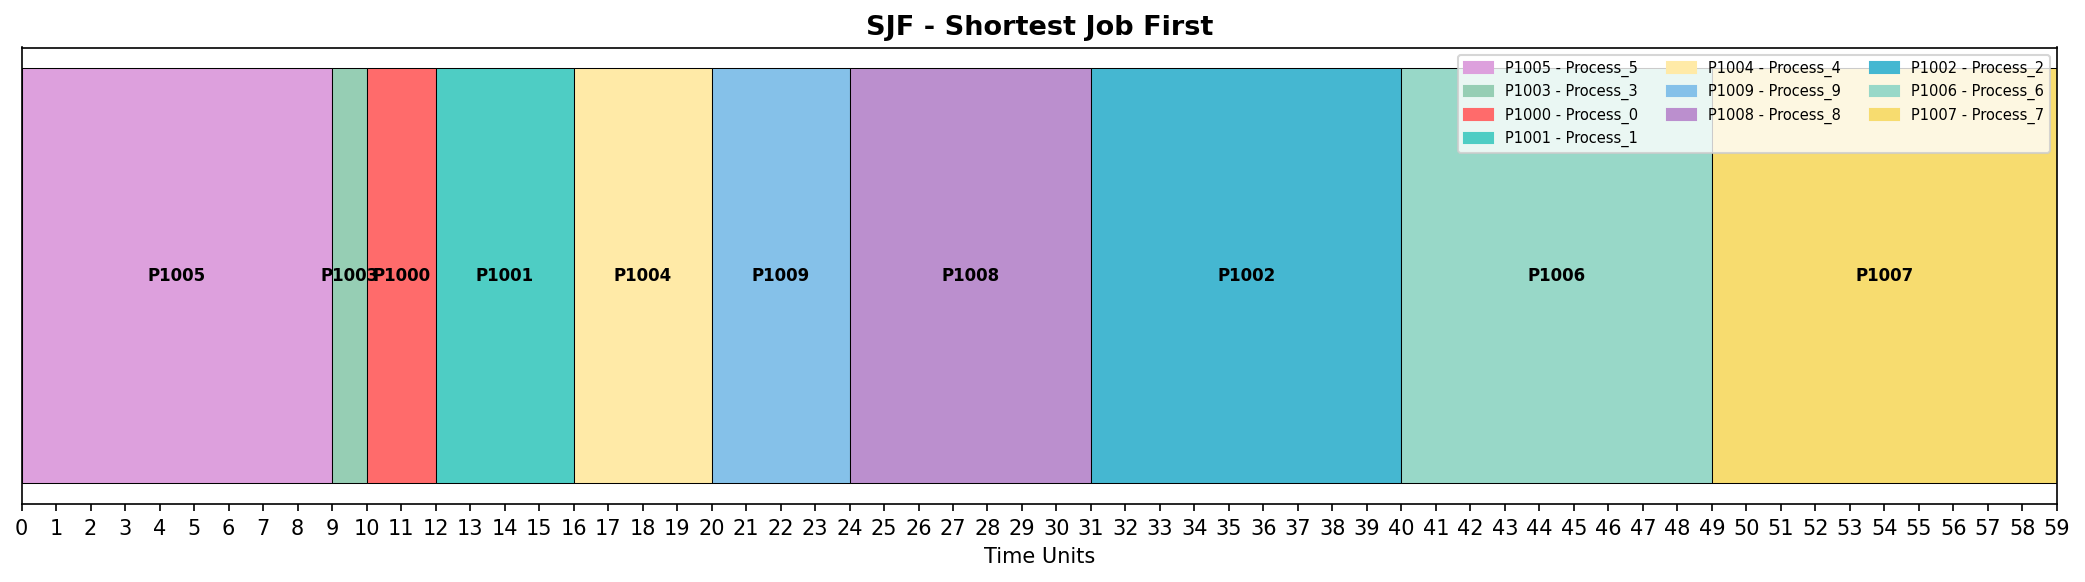 SJF - Shortest Job First
P1005 - Process_5 P1004 - Process_4 P1002 - Process_2
P1003 - Process_3 P1009 - Process_9 P1006 - Process_6
P1000 - Process_0 P1008 - Process_8 P1007 - Process_7
P1001 - Process_1
P1005 P1003 P1000 P1001 P1004 P1009 P1008 P1002 P1006 P1007
0 1 2 3 4 5 6 7 8 9 10 11 12 13 14 15 16 17 18 19 20 21 22 23 24 25 26 27 28 29 30 31 32 33 34 35 36 37 38 39 40 41 42 43 44 45 46 47 48 49 50 51 52 53 54 55 56 57 58 59
Time Units